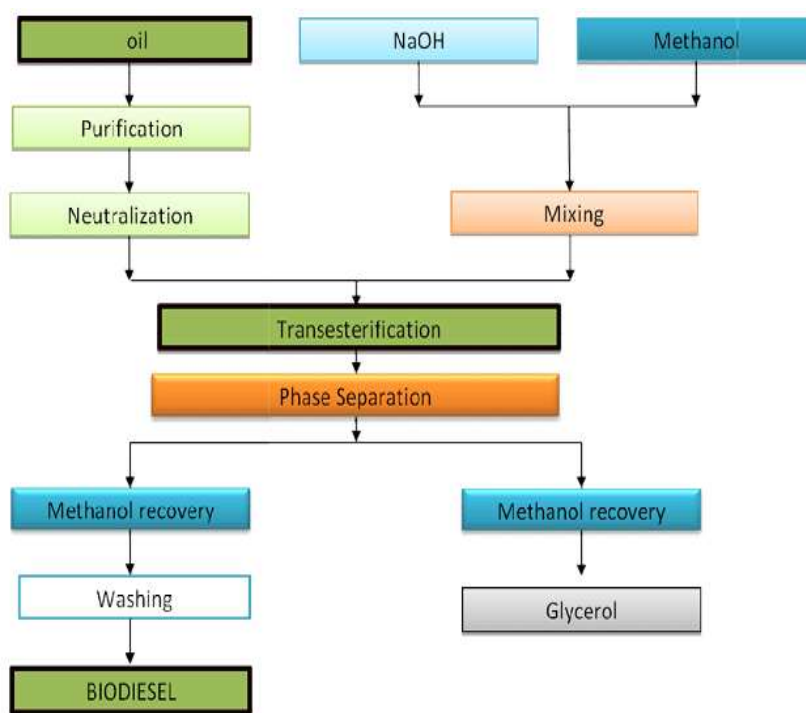 oil
NaOH
Methanol
Purification
Neutralization
Mixing
Transesterification
Phase Separation
Methanol recovery
Methanol recovery
Washing
Glycerol
BIODIESEL